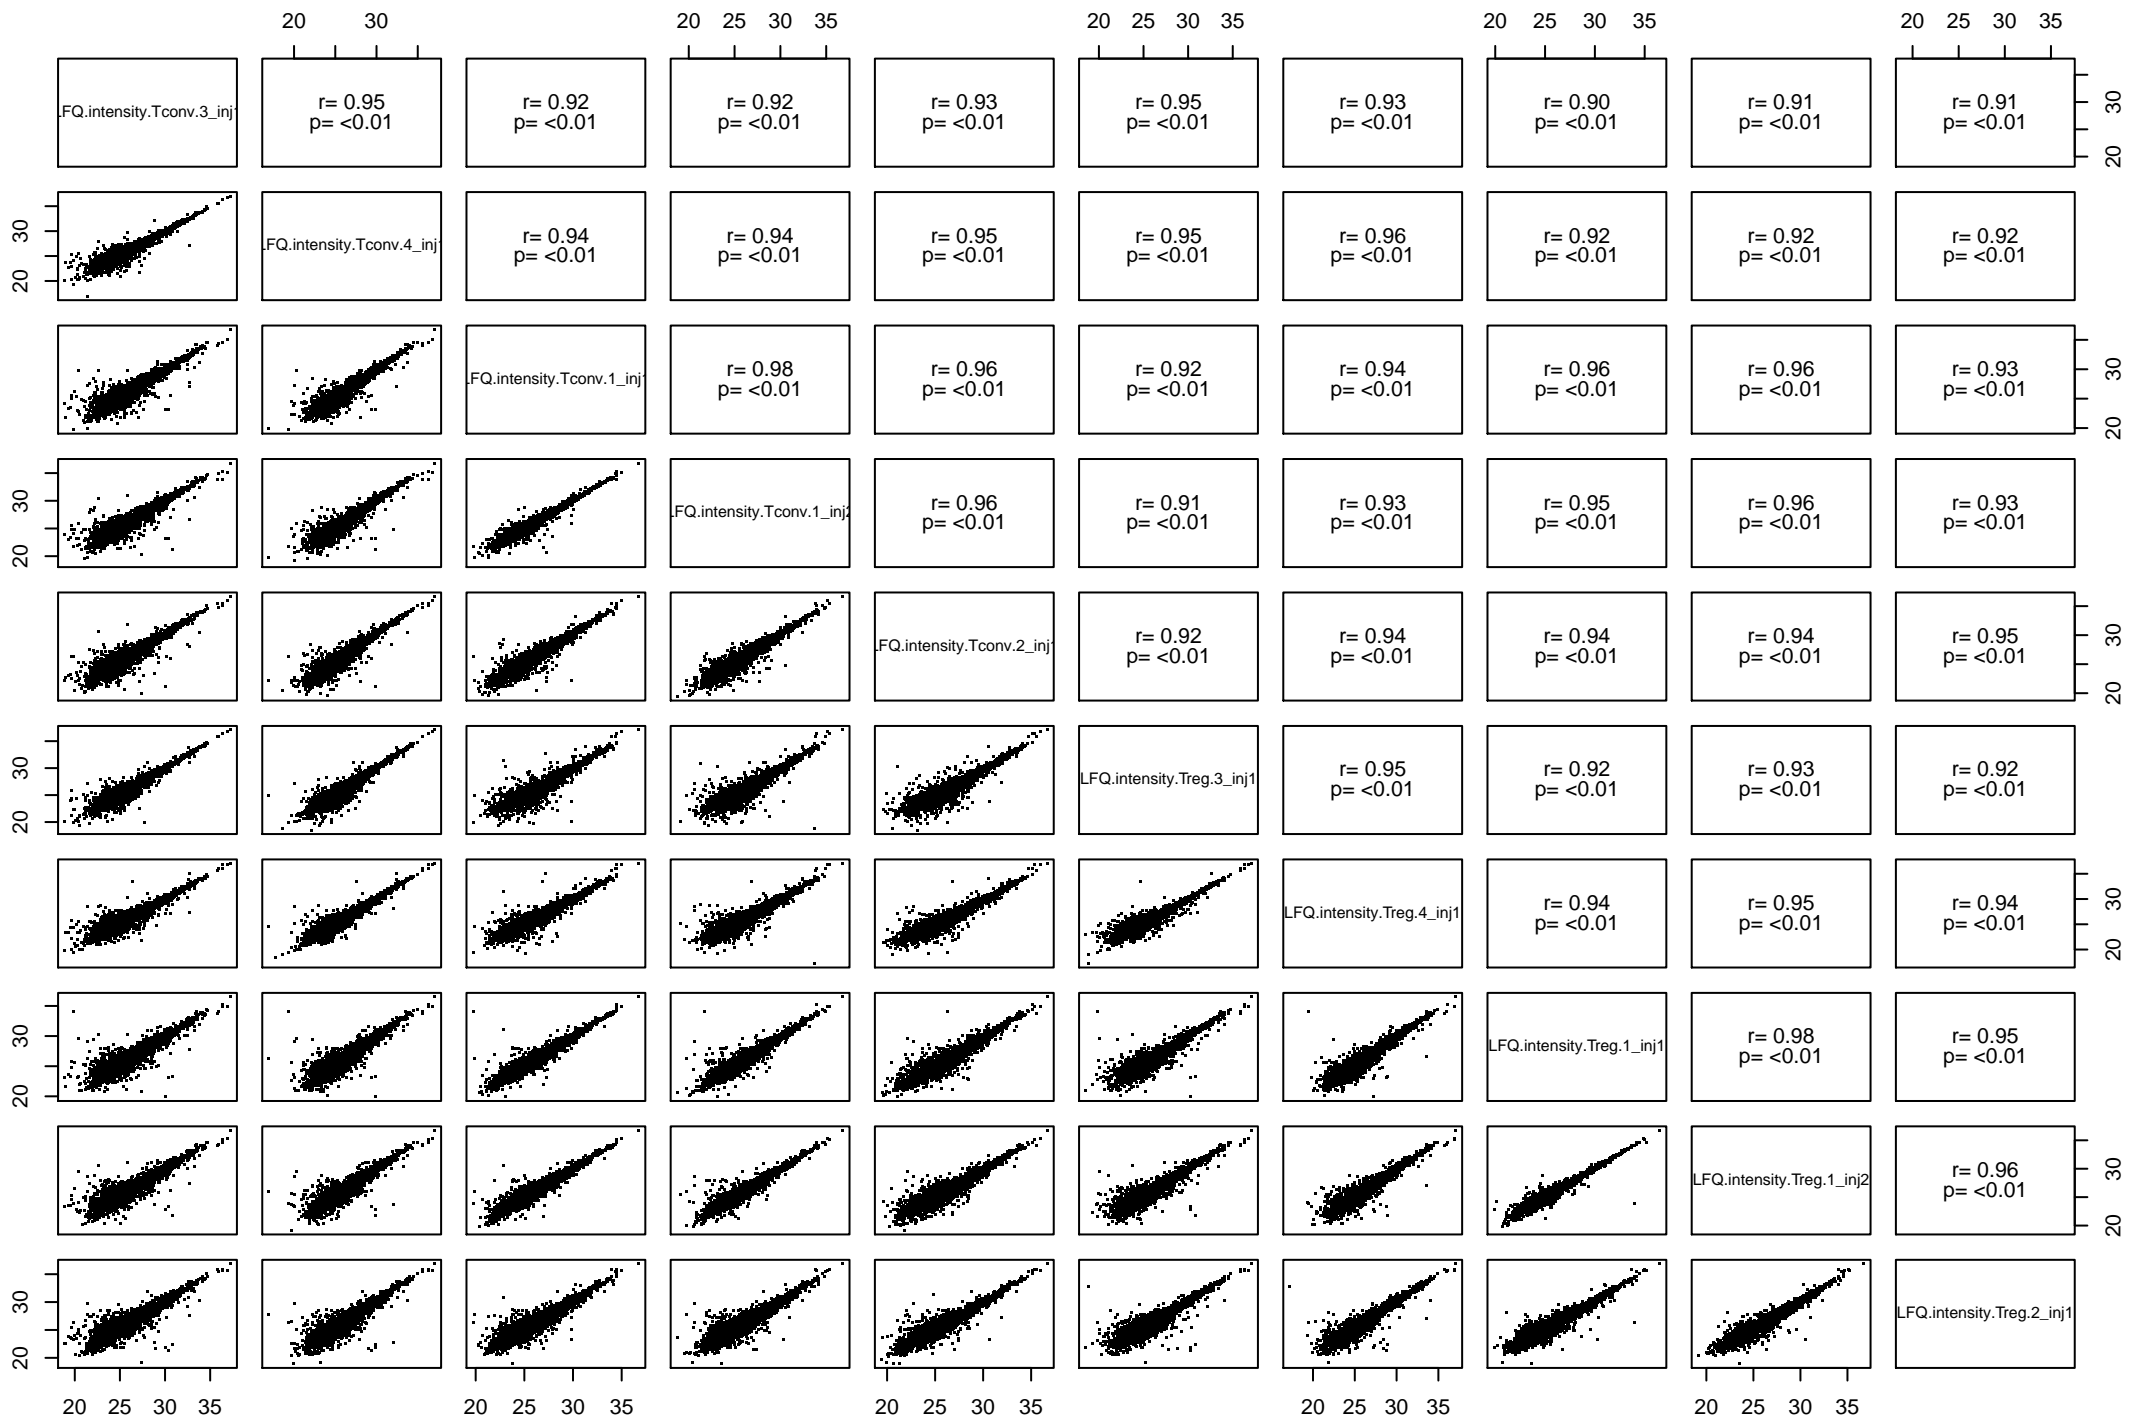 20 30 20 25 30 35 20 25 30 35 20 25 30 35 20 25 30 35
.FQ.intensity.Tconv.3_inj1 r= 0.95 r= 0.92 r= 0.92 r= 0.93 r= 0.95 r= 0.93 r= 0.90 r= 0.91 r= 0.91
p= <0.01 p= <0.01 p= <0.01 p= <0.01 p= <0.01 p= <0.01 p= <0.01 p= <0.01 p= <0.01
20 30
.FQ.intensity.Tconv.4_inj1 r= 0.94 r= 0.94 r= 0.95 r= 0.95 r= 0.96 r= 0.92 r= 0.92 r= 0.92
p= <0.01 p= <0.01 p= <0.01 p= <0.01 p= <0.01 p= <0.01 p= <0.01 p= <0.01
20 30
.FQ.intensity.Tconv.1_inj1 r= 0.98 r= 0.96 r= 0.92 r= 0.94 r= 0.96 r= 0.96 r= 0.93
p= <0.01 p= <0.01 p= <0.01 p= <0.01 p= <0.01 p= <0.01 p= <0.01
20 30
.FQ.intensity.Tconv.1_inj2 r= 0.96 r= 0.91 r= 0.93 r= 0.95 r= 0.96 r= 0.93
p= <0.01 p= <0.01 p= <0.01 p= <0.01 p= <0.01 p= <0.01
20 30
.FQ.intensity.Tconv.2_inj1 r= 0.92 r= 0.94 r= 0.94 r= 0.94 r= 0.95
p= <0.01 p= <0.01 p= <0.01 p= <0.01 p= <0.01
20 30
LFQ.intensity.Treg.3_inj1 r= 0.95 r= 0.92 r= 0.93 r= 0.92
p= <0.01 p= <0.01 p= <0.01 p= <0.01
20 30
LFQ.intensity.Treg.4_inj1 r= 0.94 r= 0.95 r= 0.94
p= <0.01 p= <0.01 p= <0.01
20 30
LFQ.intensity.Treg.1_inj1 r= 0.98 r= 0.95
p= <0.01 p= <0.01
20 30
LFQ.intensity.Treg.1_inj2 r= 0.96
p= <0.01
20 30
LFQ.intensity.Treg.2_inj1
20 30
20 25 30 35 20 25 30 35 20 25 30 35 20 25 30 35 20 25 30 35